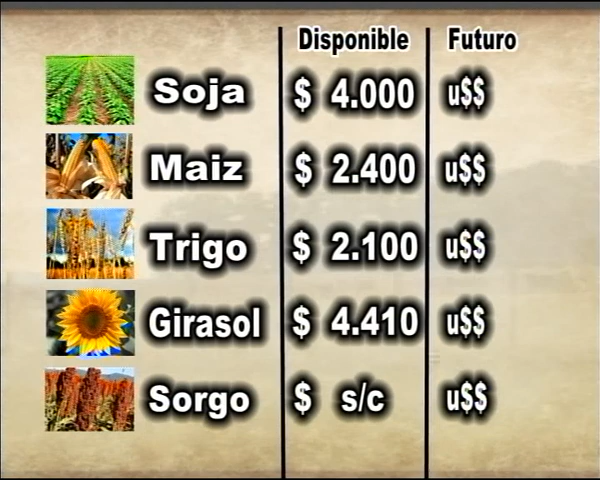 Disponible Futuro
Soja $ 4.000 u$$
Maiz $ 2.400 u$$
Trigo $ 2.100 u$$
Girasol $ 4.410 u$$
Sorgo $ s/c u$$